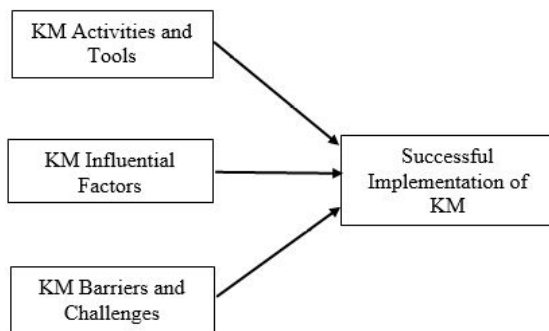 KM Activities and
Tools
KM Influential
Factors
Successful
Implementation of
KM
KM Barriers and
Challenges